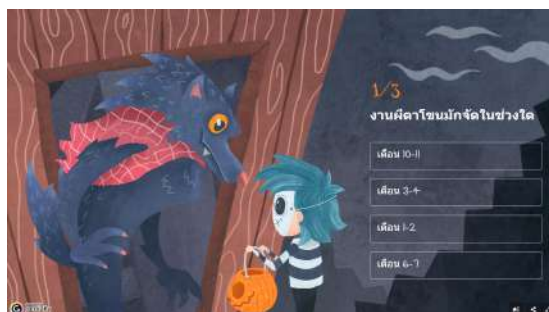 1/3
งานผีตาโขนมักจัดในช่วงใด
เดือน 10-11
เดือน 3-4
เดือน 1-2
เดือน 6-7